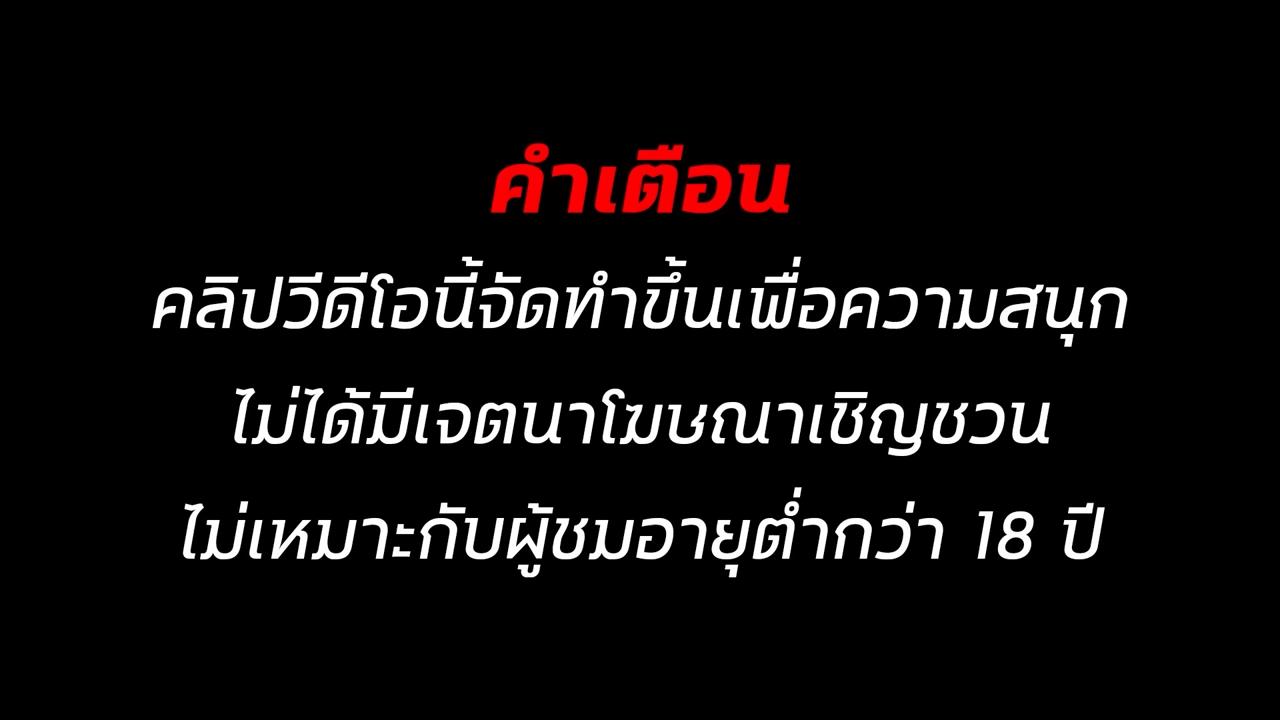 คำเตือน
คลิปวีดีโอนี้จัดทำขึ้นเพื่อความสนุก
ไม่ได้มีเจตนาโฆษณาเชิญชวน
ไม่เหมาะกับผู้ชมอายุต่ำกว่า 18 ปี